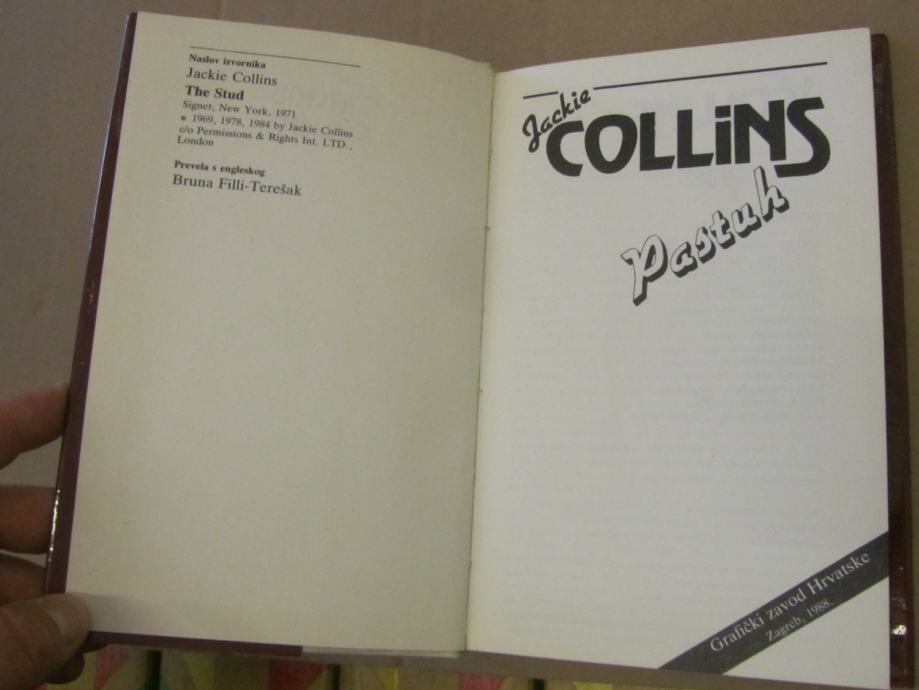 Naslov izvornika
Jackie Collins
The Stud
Signet, New York, 1971
© 1969, 1978, 1984 by Jackie Collins
c/o Permissions & Rights Int. LTD.,
London
Prevela s engleskog
Bruna Filli-Terešak
Jackie
COLLiNS
Pastuh
Grafički zavod Hrvatske
Zagreb, 1988.